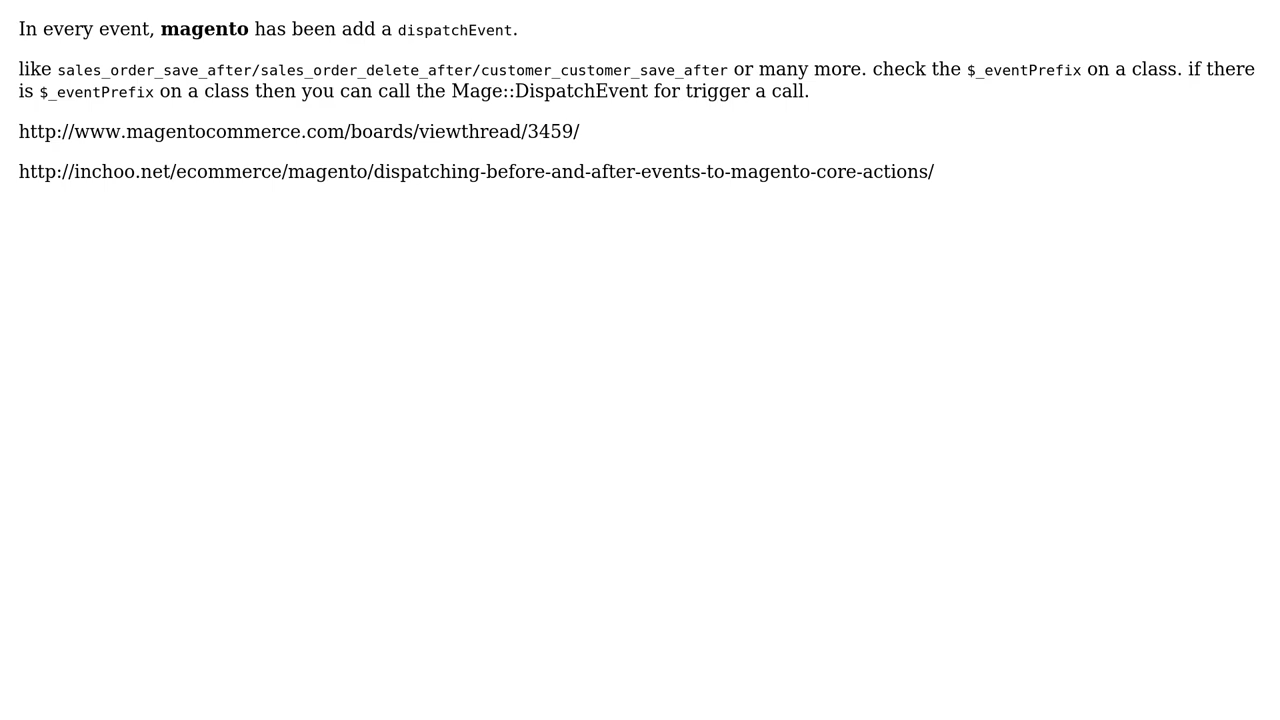 In every event, magento has been add a dispatchEvent.
like sales_order_save_after/sales_order_delete_after/customer_customer_save_after or many more. check the $_eventPrefix on a class. if there
is $_eventPrefix on a class then you can call the Mage::DispatchEvent for trigger a call.
http://www.magentocommerce.com/boards/viewthread/3459/
http://inchoo.net/ecommerce/magento/dispatching-before-and-after-events-to-magento-core-actions/